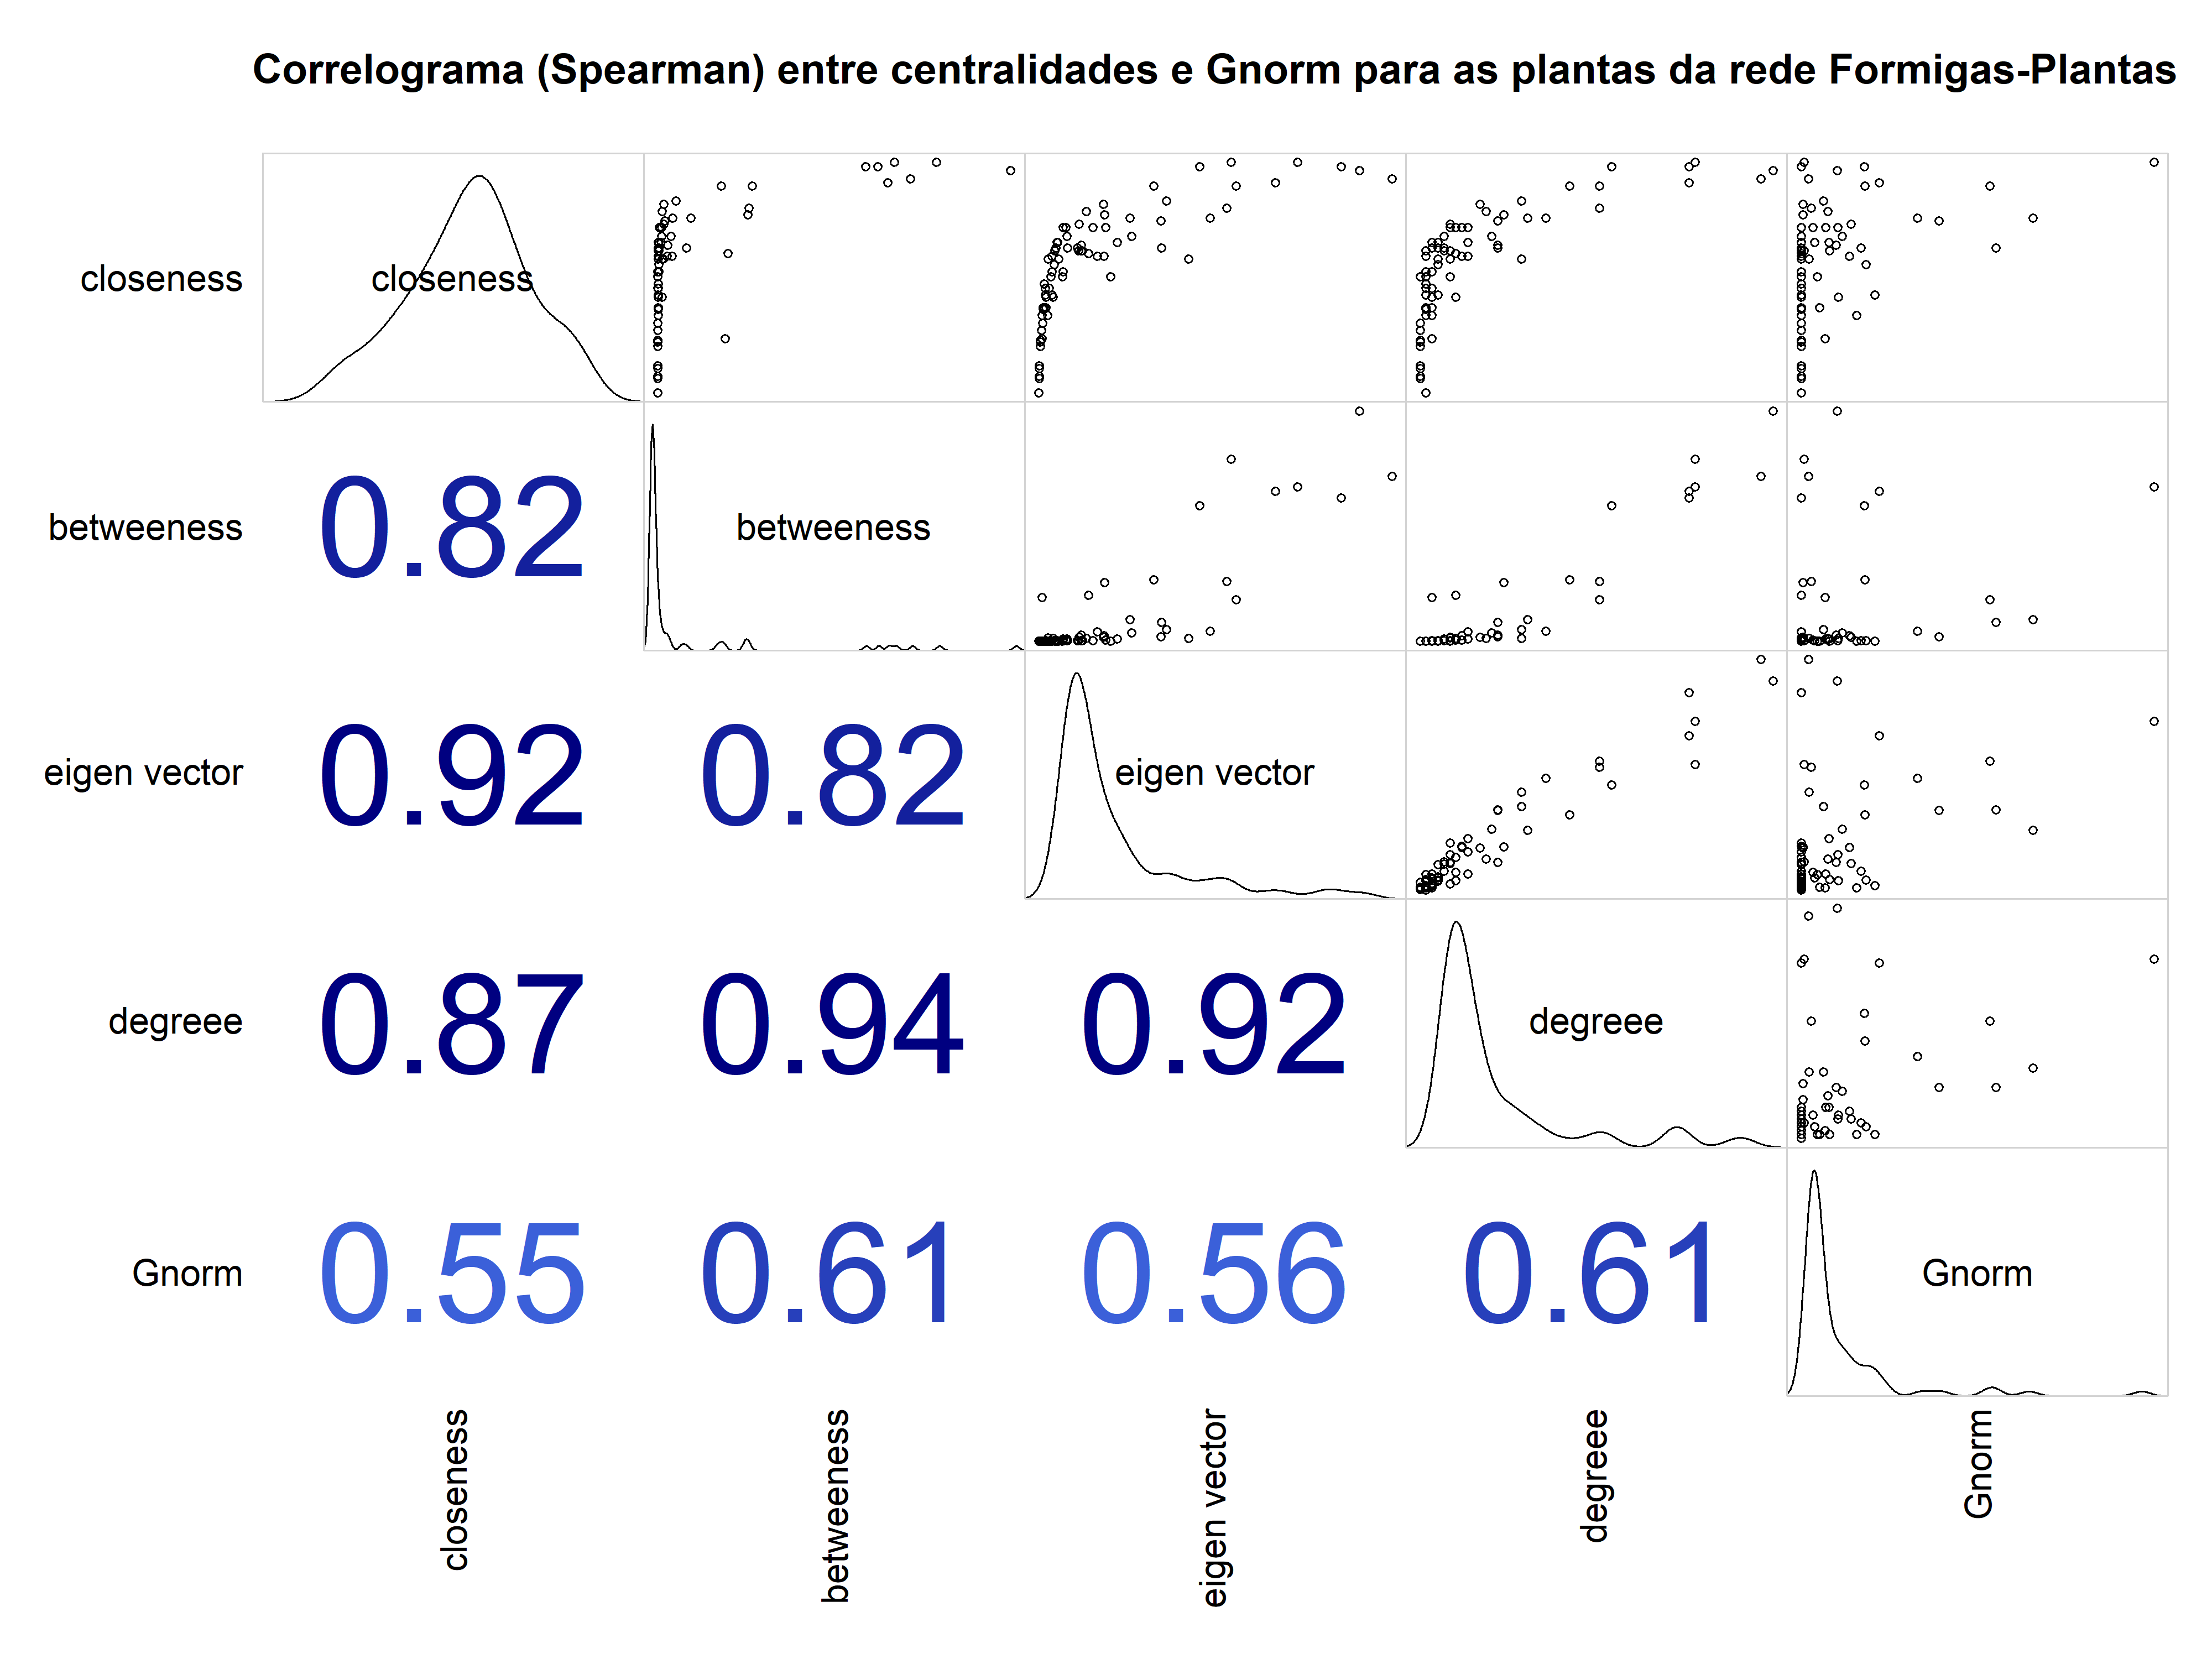 Correlograma (Spearman) entre centralidades e Gnorm para as plantas da rede Formigas-Plantas
closeness
closeness
betweeness
0.82
betweeness
eigen vector
0.92
0.82
eigen vector
degreee
0.87
0.94
0.92
degreee
Gnorm
0.55
0.61
0.56
0.61
Gnorm
closeness
betweeness
eigen vector
degreee
Gnorm